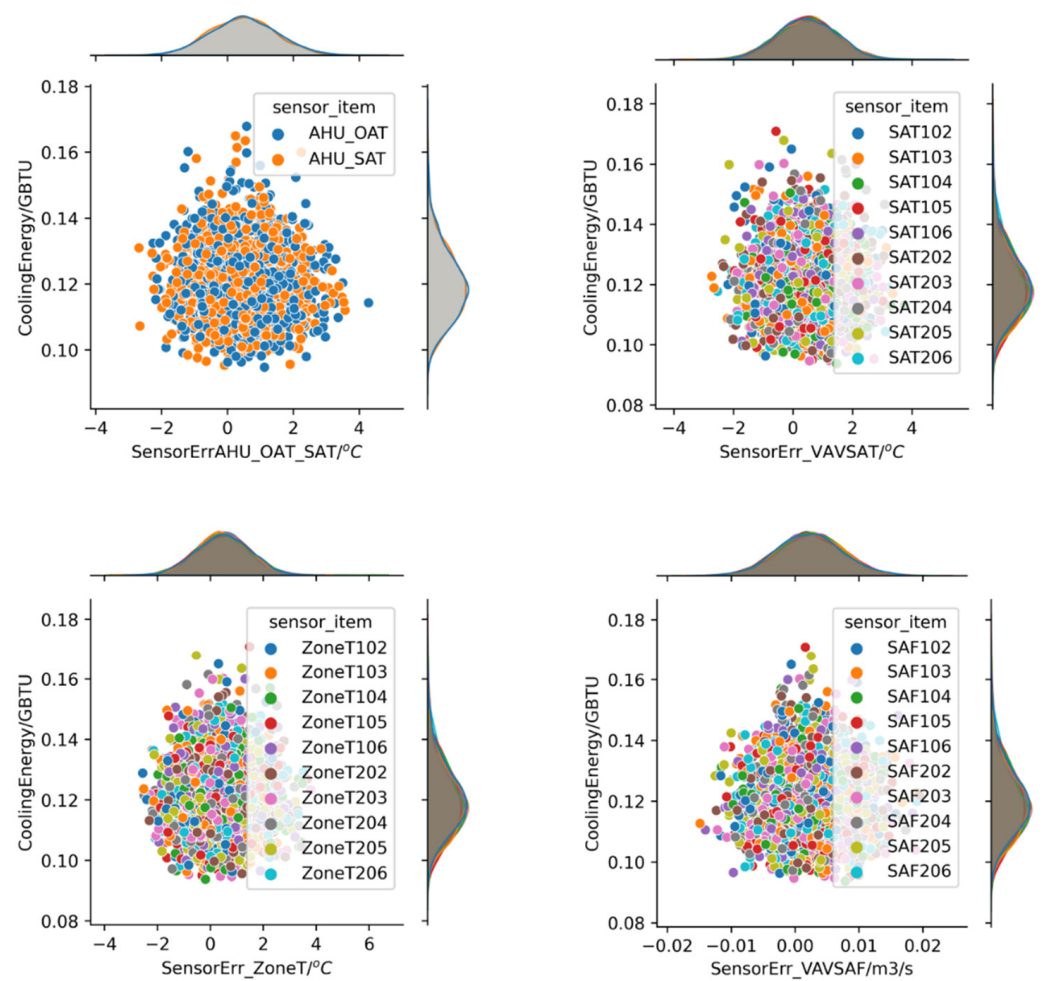 0.18
0.16
0.14
0.12
0.10
CoolingEnergy/GBTU
sensor_item
AHU_OAT
AHU_SAT
−4 −2 0 2 4
SensorErrAHU_OAT_SAT/°C
0.18
0.16
0.14
0.12
0.10
0.08
CoolingEnergy/GBTU
sensor_item
SAT102
SAT103
SAT104
SAT105
SAT106
SAT202
SAT203
SAT204
SAT205
SAT206
−4 −2 0 2 4
SensorErr_VAVSAT/°C
0.18
0.16
0.14
0.12
0.10
0.08
CoolingEnergy/GBTU
sensor_item
ZoneT102
ZoneT103
ZoneT104
ZoneT105
ZoneT106
ZoneT202
ZoneT203
ZoneT204
ZoneT205
ZoneT206
−4 −2 0 2 4 6
SensorErr_ZoneT/°C
0.18
0.16
0.14
0.12
0.10
0.08
CoolingEnergy/GBTU
sensor_item
SAF102
SAF103
SAF104
SAF105
SAF106
SAF202
SAF203
SAF204
SAF205
SAF206
−0.02 −0.01 0.00 0.01 0.02
SensorErr_VAVSAF/m3/s